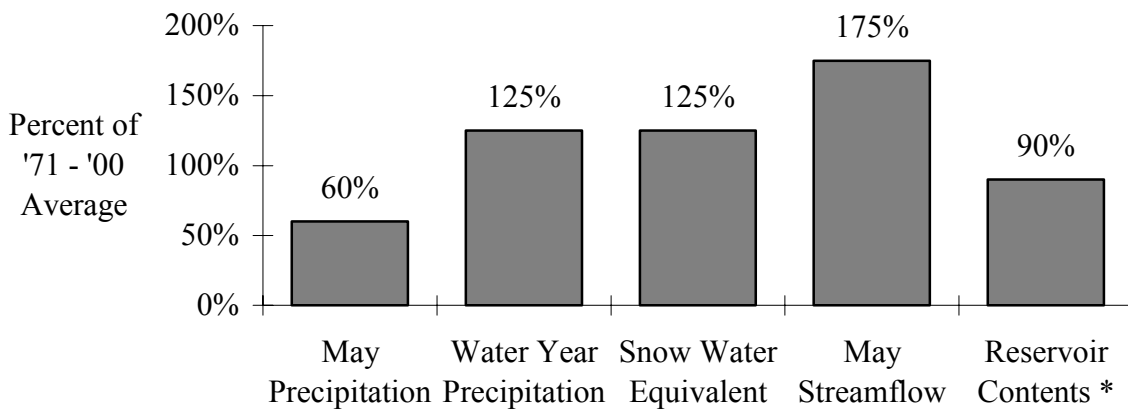 Percent of
'71 - '00
Average
200%
150%
100%
50%
0%
60%
125%
125%
175%
90%
May
Precipitation
Water Year
Precipitation
Snow Water
Equivalent
May
Streamflow
Reservoir
Contents *